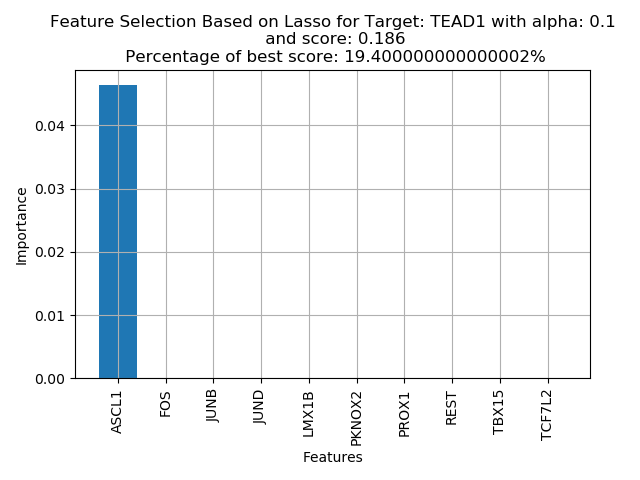 Feature Selection Based on Lasso for Target: TEAD1 with alpha: 0.1
and score: 0.186
Percentage of best score: 19.400000000000002%
Importance
0.04
0.03
0.02
0.01
0.00
ASCL1
FOS
JUNB
JUND
LMX1B
PKNOX2
PROX1
REST
TBX15
TCF7L2
Features